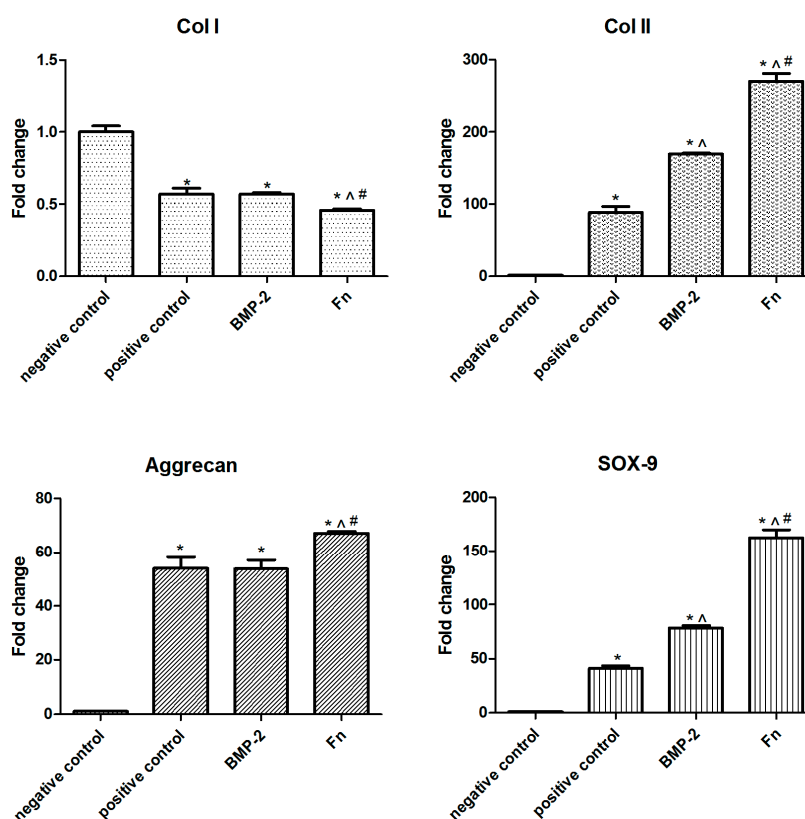 Col I
Fold change
1.5
1.0
0.5
0.0
*
*
* ^ #
negative control
positive control
BMP-2
Fn
Col II
Fold change
300
200
100
0
*
* ^
* ^ #
negative control
positive control
BMP-2
Fn
Aggrecan
Fold change
80
60
40
20
0
*
*
* ^ #
negative control
positive control
BMP-2
Fn
SOX-9
Fold change
200
150
100
50
0
*
* ^
* ^ #
negative control
positive control
BMP-2
Fn